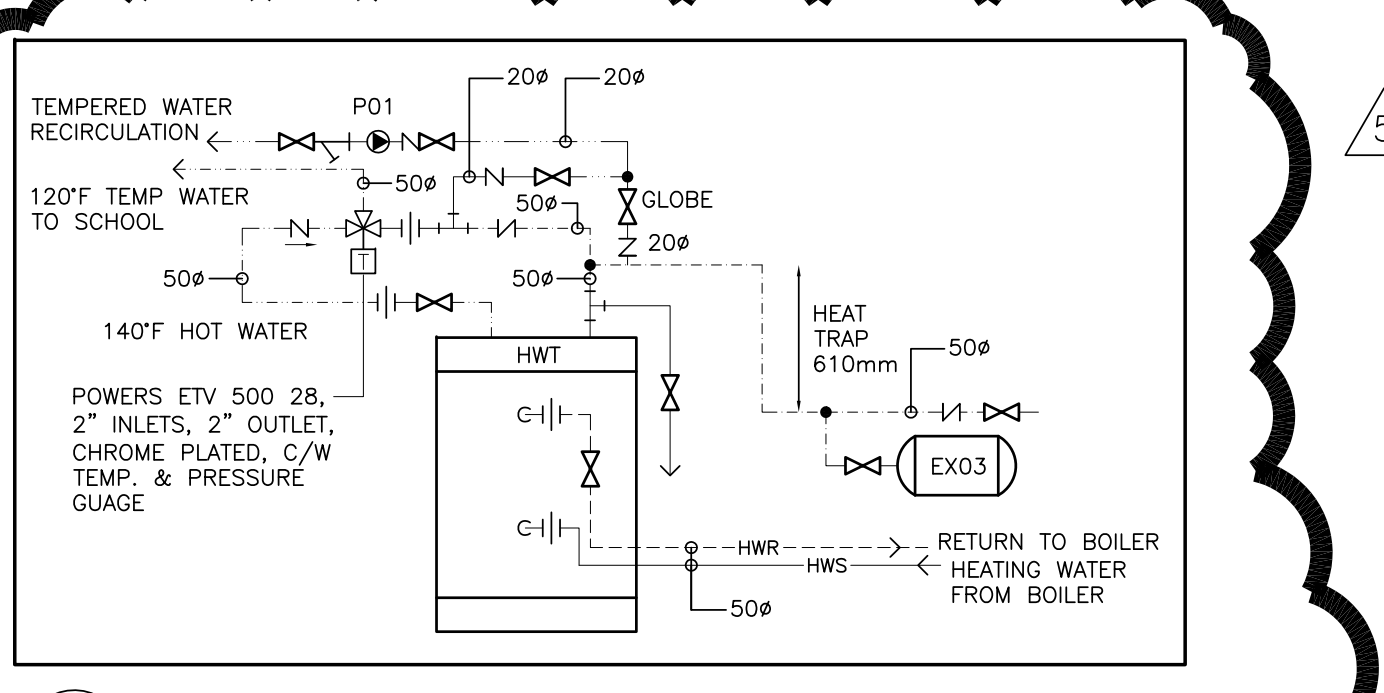 20ø
20ø
TEMPERED WATER
RECIRCULATION
P01
50ø
120°F TEMP WATER
TO SCHOOL
50ø
GLOBE
20ø
50ø
50ø
140°F HOT WATER
HEAT
TRAP
610mm
50ø
HWT
T
POWERS ETV 500 28,
2" INLETS, 2" OUTLET,
CHROME PLATED, C/W
TEMP. & PRESSURE
GUAGE
EX03
HWR
RETURN TO BOILER
HWS
HEATING WATER
FROM BOILER
50ø
5